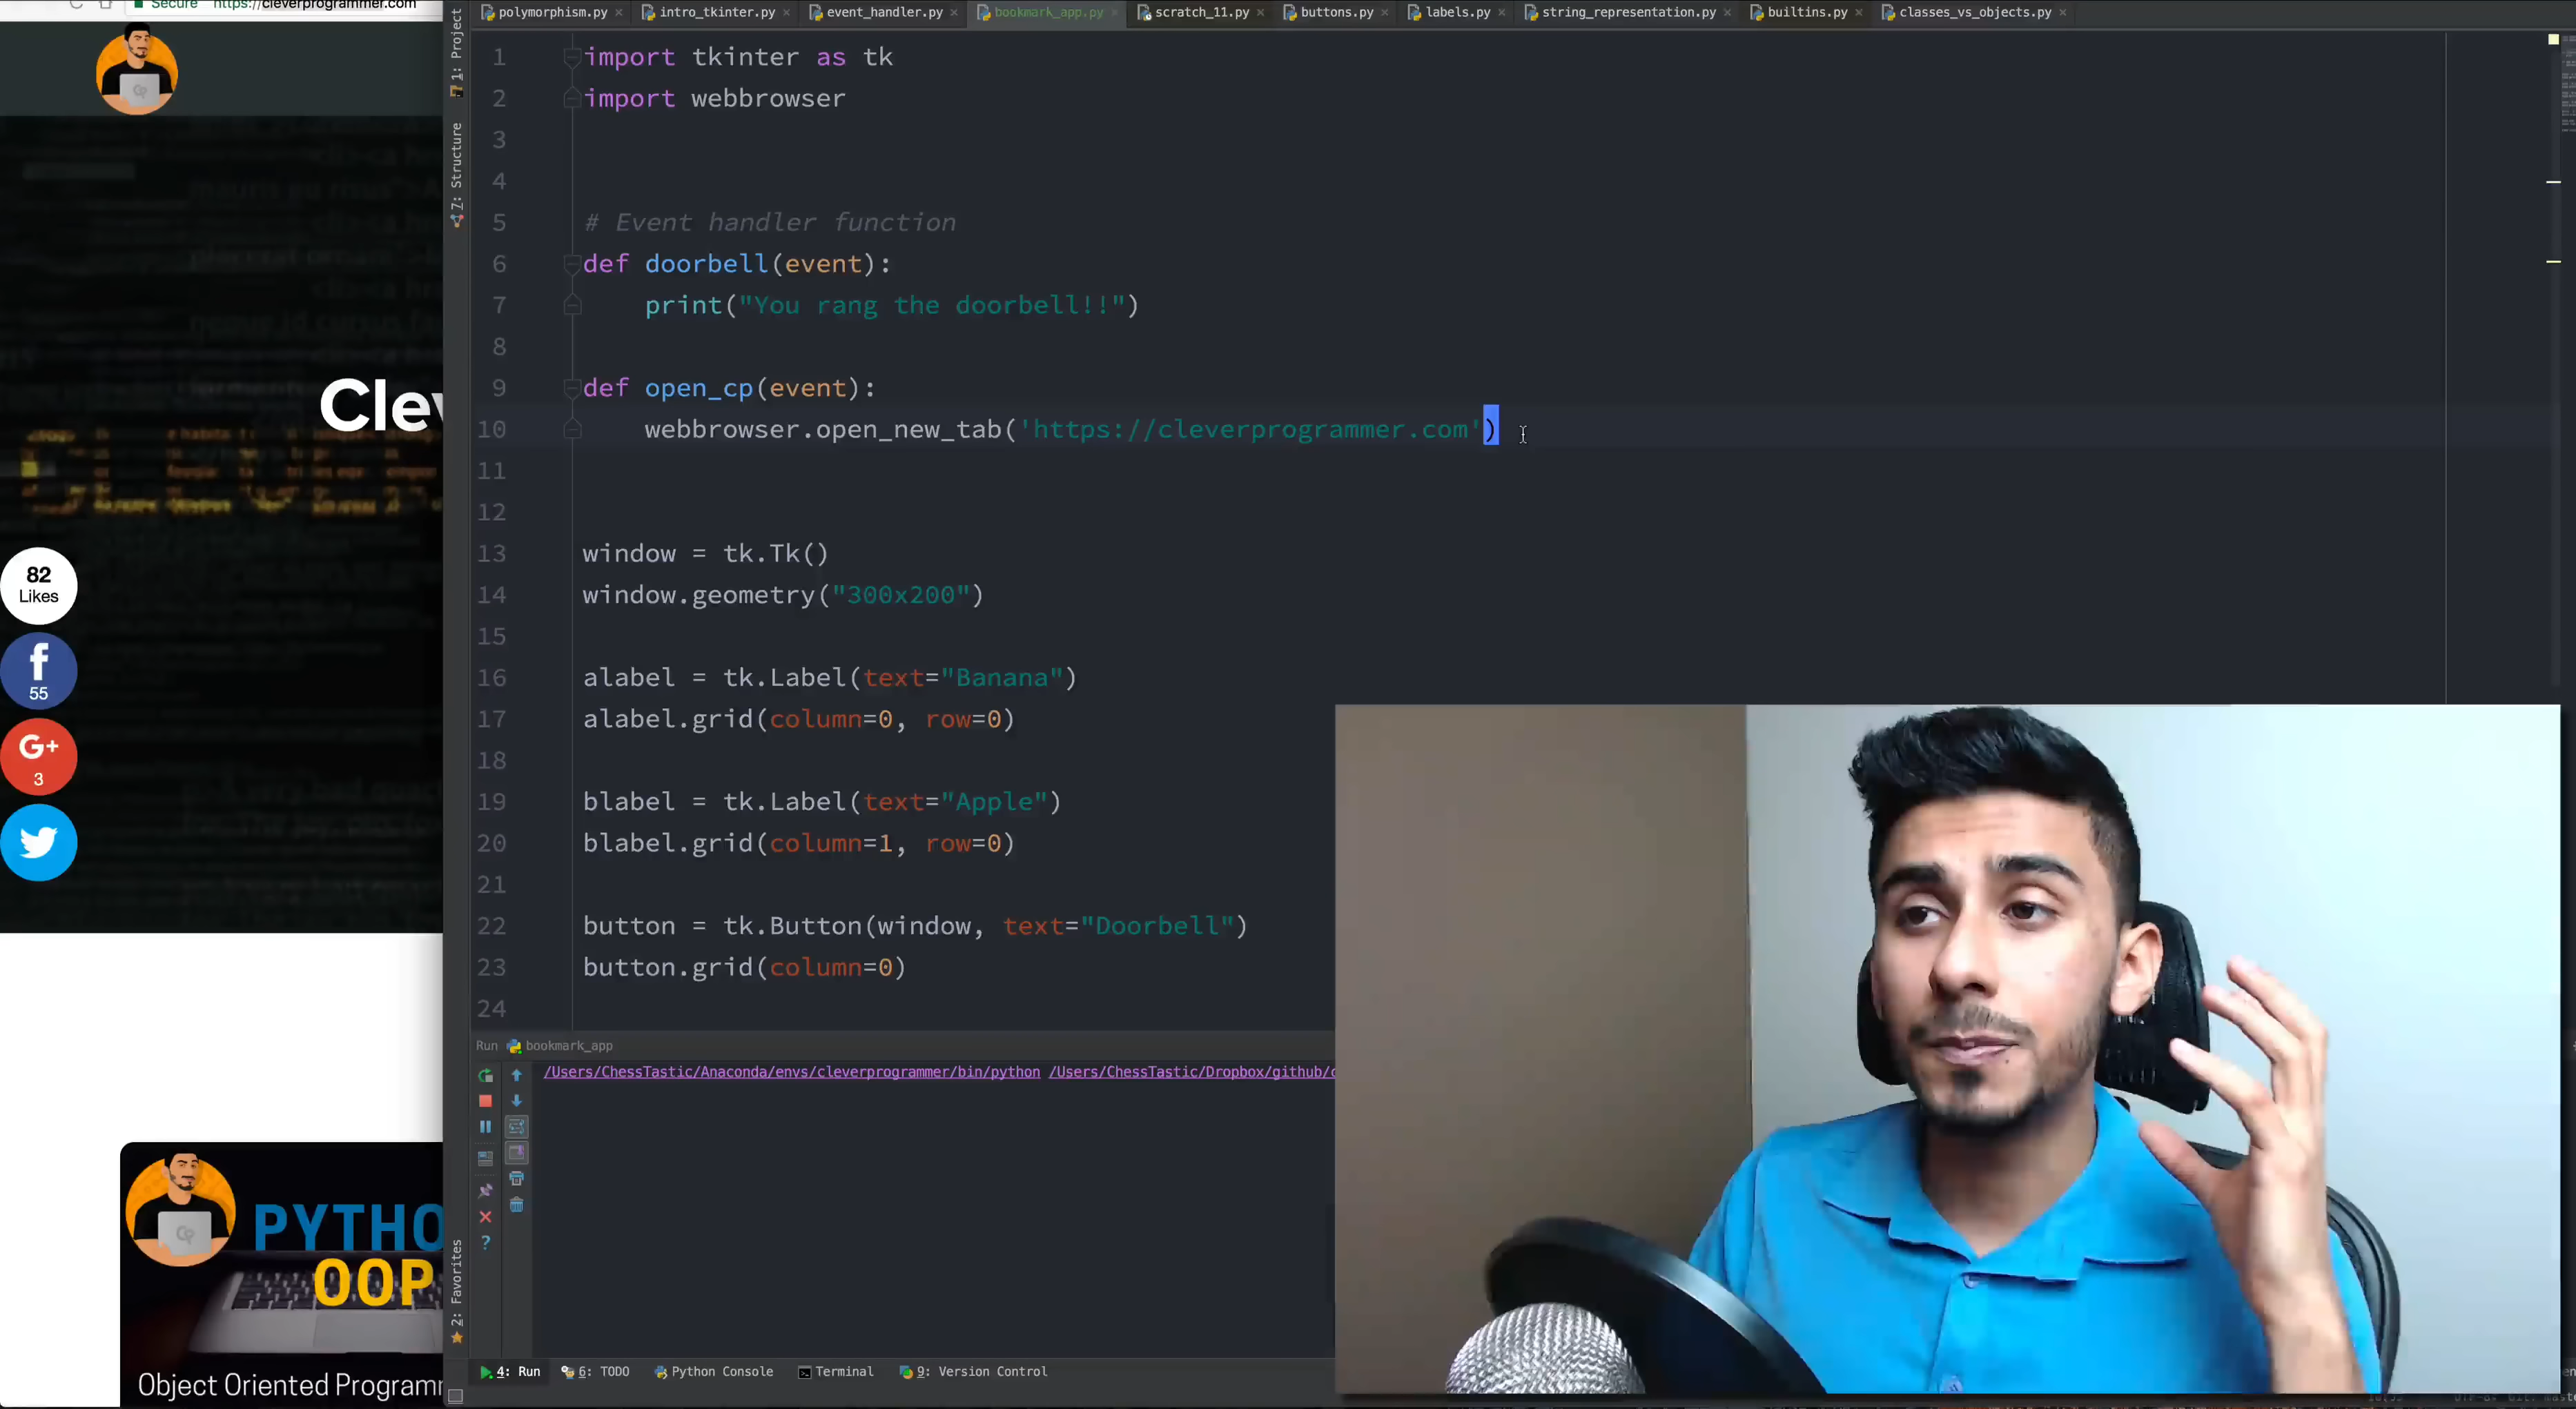 Secure https://cleverprogrammer.com
Clev
82
Likes
f
55
G+
3
PYTHO
OOP
Object Oriented Programm
1: Project
7: Structure
2: Favorites
polymorphism.py intro_tkinter.py event_handler.py bookmark_app.py scratch_11.py buttons.py labels.py string_representation.py builtins.py classes_vs_objects.py
1 import tkinter as tk
2 import webbrowser
3
4
5 # Event handler function
6 def doorbell(event):
7 print("You rang the doorbell!!")
8
9 def open_cp(event):
10 webbrowser.open_new_tab('https://cleverprogrammer.com')
11
12
13 window = tk.Tk()
14 window.geometry("300x200")
15
16 alabel = tk.Label(text="Banana")
17 alabel.grid(column=0, row=0)
18
19 blabel = tk.Label(text="Apple")
20 blabel.grid(column=1, row=0)
21
22 button = tk.Button(window, text="Doorbell")
23 button.grid(column=0)
24
Run bookmark_app
/Users/ChessTastic/Anaconda/envs/cleverprogrammer/bin/python /Users/ChessTastic/Dropbox/github/c
4: Run 6: TODO Python Console Terminal 9: Version Control